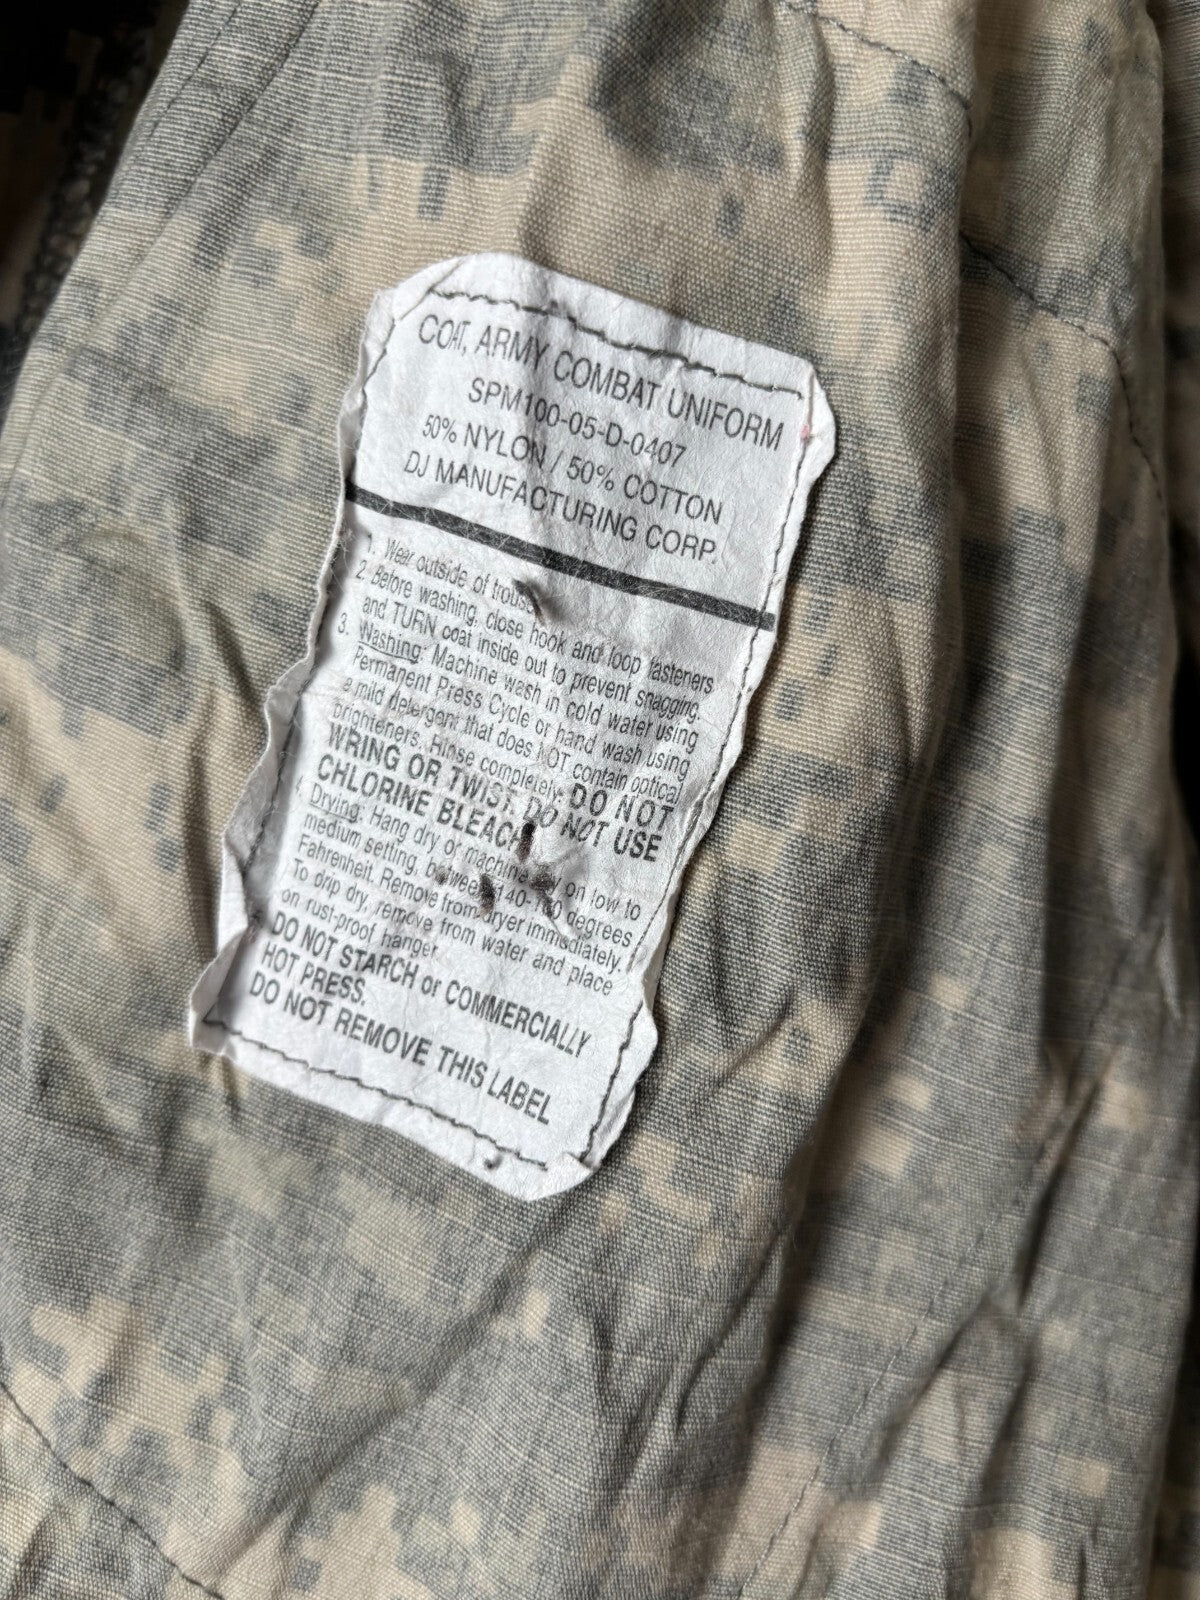 COAT, ARMY COMBAT UNIFORM
SPM100-05-D-0407
50% NYLON / 50% COTTON
DJ MANUFACTURING CORP.
1. Wear outside of
2. Before washing, close hook and loop fasteners
and TURN coat inside out to prevent snagging.
3. Washing: Machine wash in cold water using
Permanent Press Cycle or hand wash using
a mild detergent that does NOT contain optical
brighteners. Rinse completely. DO NOT
WRING OR TWIST. DO NOT USE
CHLORINE BLEACH
4. Drying: Hang dry or machine dry on low to
medium setting, between degrees
Fahrenheit. Remove from dryer immediately.
To drip dry, remove from water and place
on rust-proof hanger.
5. DO NOT STARCH or COMMERCIALLY
HOT PRESS.
DO NOT REMOVE THIS LABEL